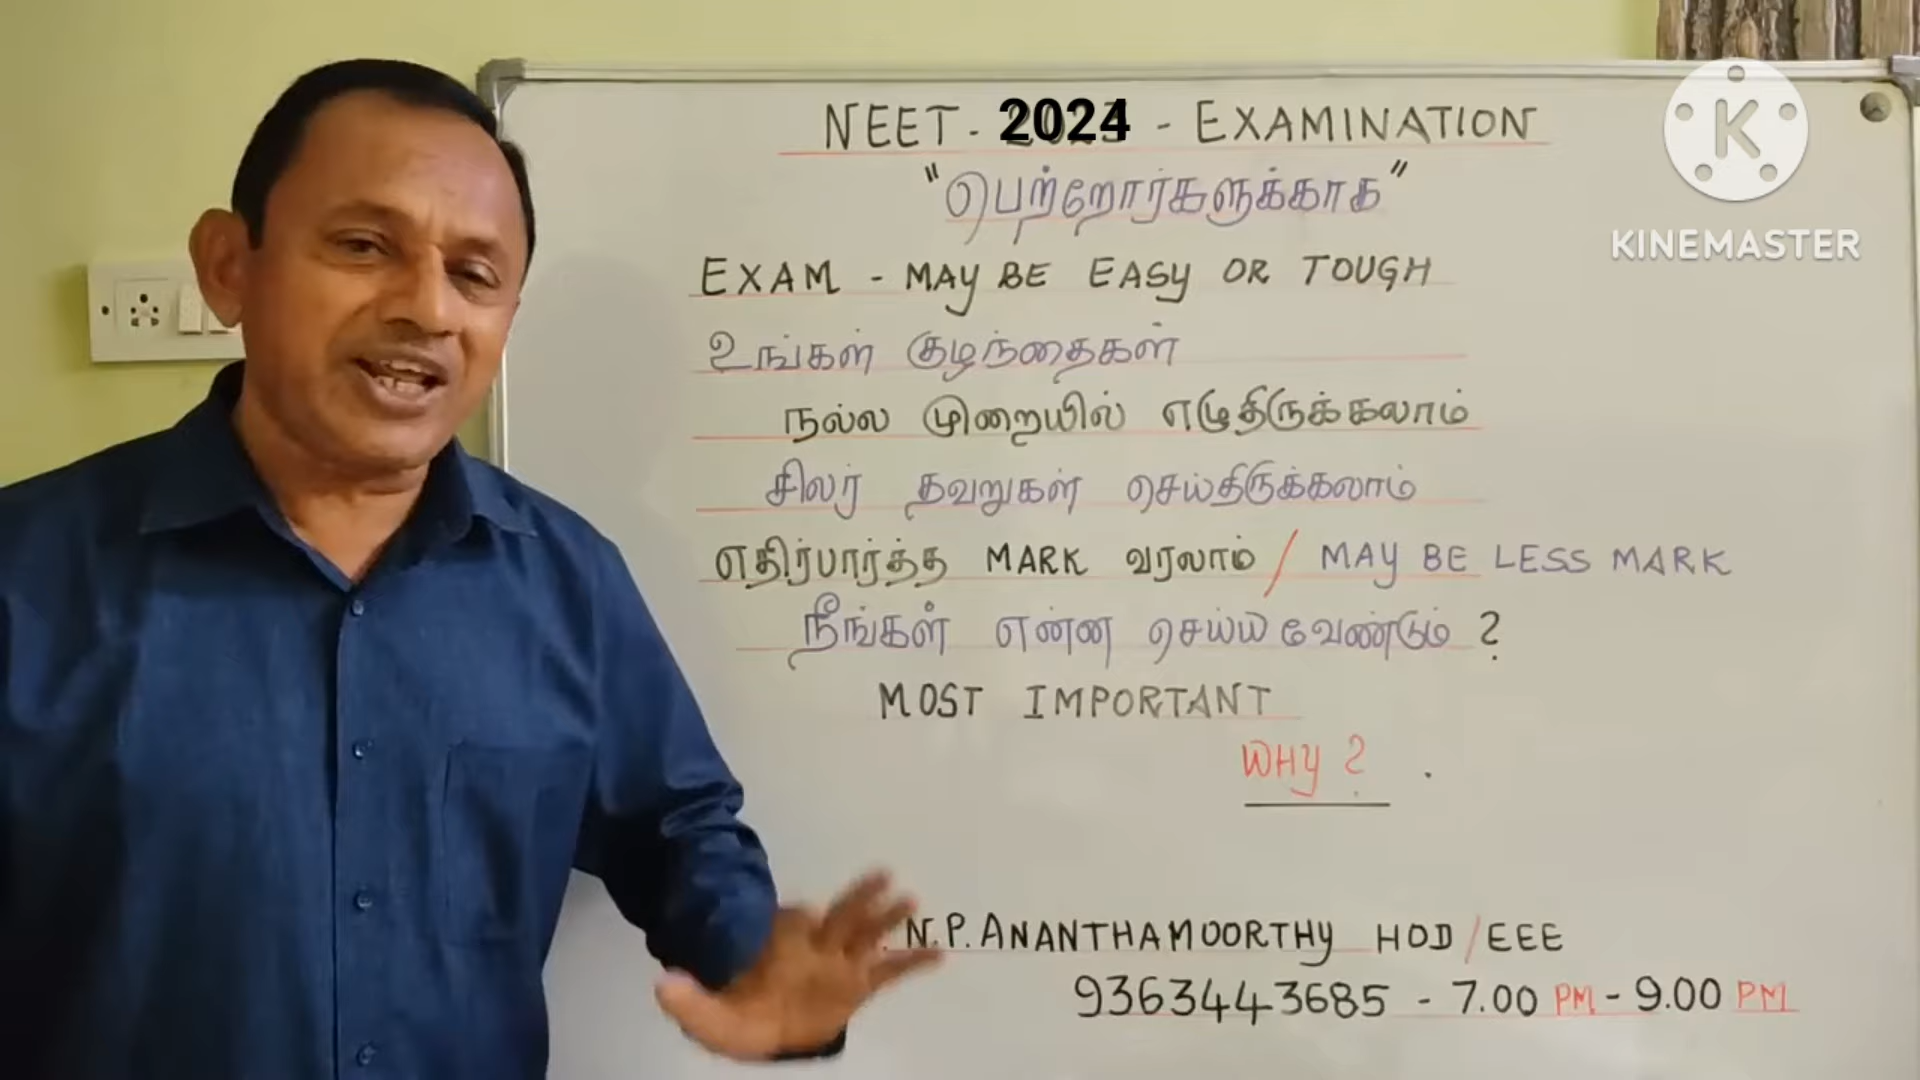 NEET - 2024 - EXAMINATION
"பெற்றோர்களுக்காக"
EXAM - MAY BE EASY OR TOUGH
உங்கள் குழந்தைகள்
நல்ல முறையில் எழுதிருக்கலாம்
சிலர் தவறுகள் செய்திருக்கலாம்
எதிர்பார்த்த MARK வரலாம் / MAY BE LESS MARK
நீங்கள் என்ன செய்ய வேண்டும் ?
MOST IMPORTANT
WHY ?
N.P. ANANTHAMOORTHY HOD / EEE
9363443685 - 7.00 PM - 9.00 PM
K
KINEMASTER